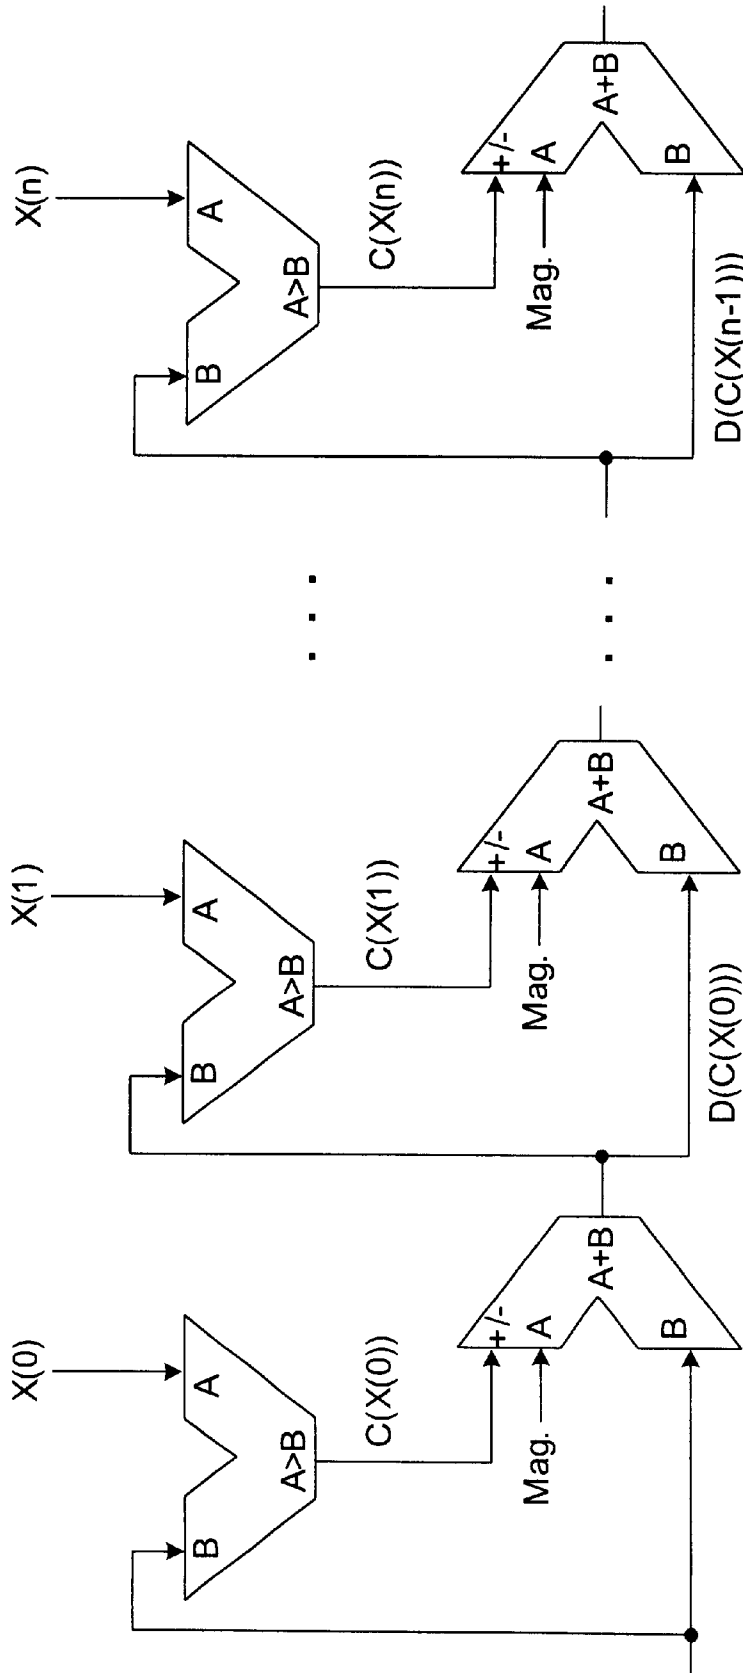 X(0)
B
A
A>B
C(X(0))
Mag.
+/-
A
A+B
B
D(C(X(0)))
X(1)
B
A
A>B
C(X(1))
Mag.
+/-
A
A+B
B
. . .
. . .
D(C(X(n-1)))
X(n)
B
A
A>B
C(X(n))
Mag.
+/-
A
A+B
B